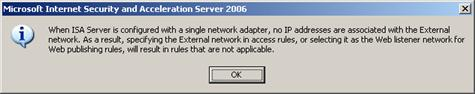 Microsoft Internet Security and Acceleration Server 2006
When ISA Server is configured with a single network adapter, no IP addresses are associated with the External
network. As a result, specifying the External network in access rules, or selecting it as the Web listener network for
Web publishing rules, will result in rules that are not applicable.
OK